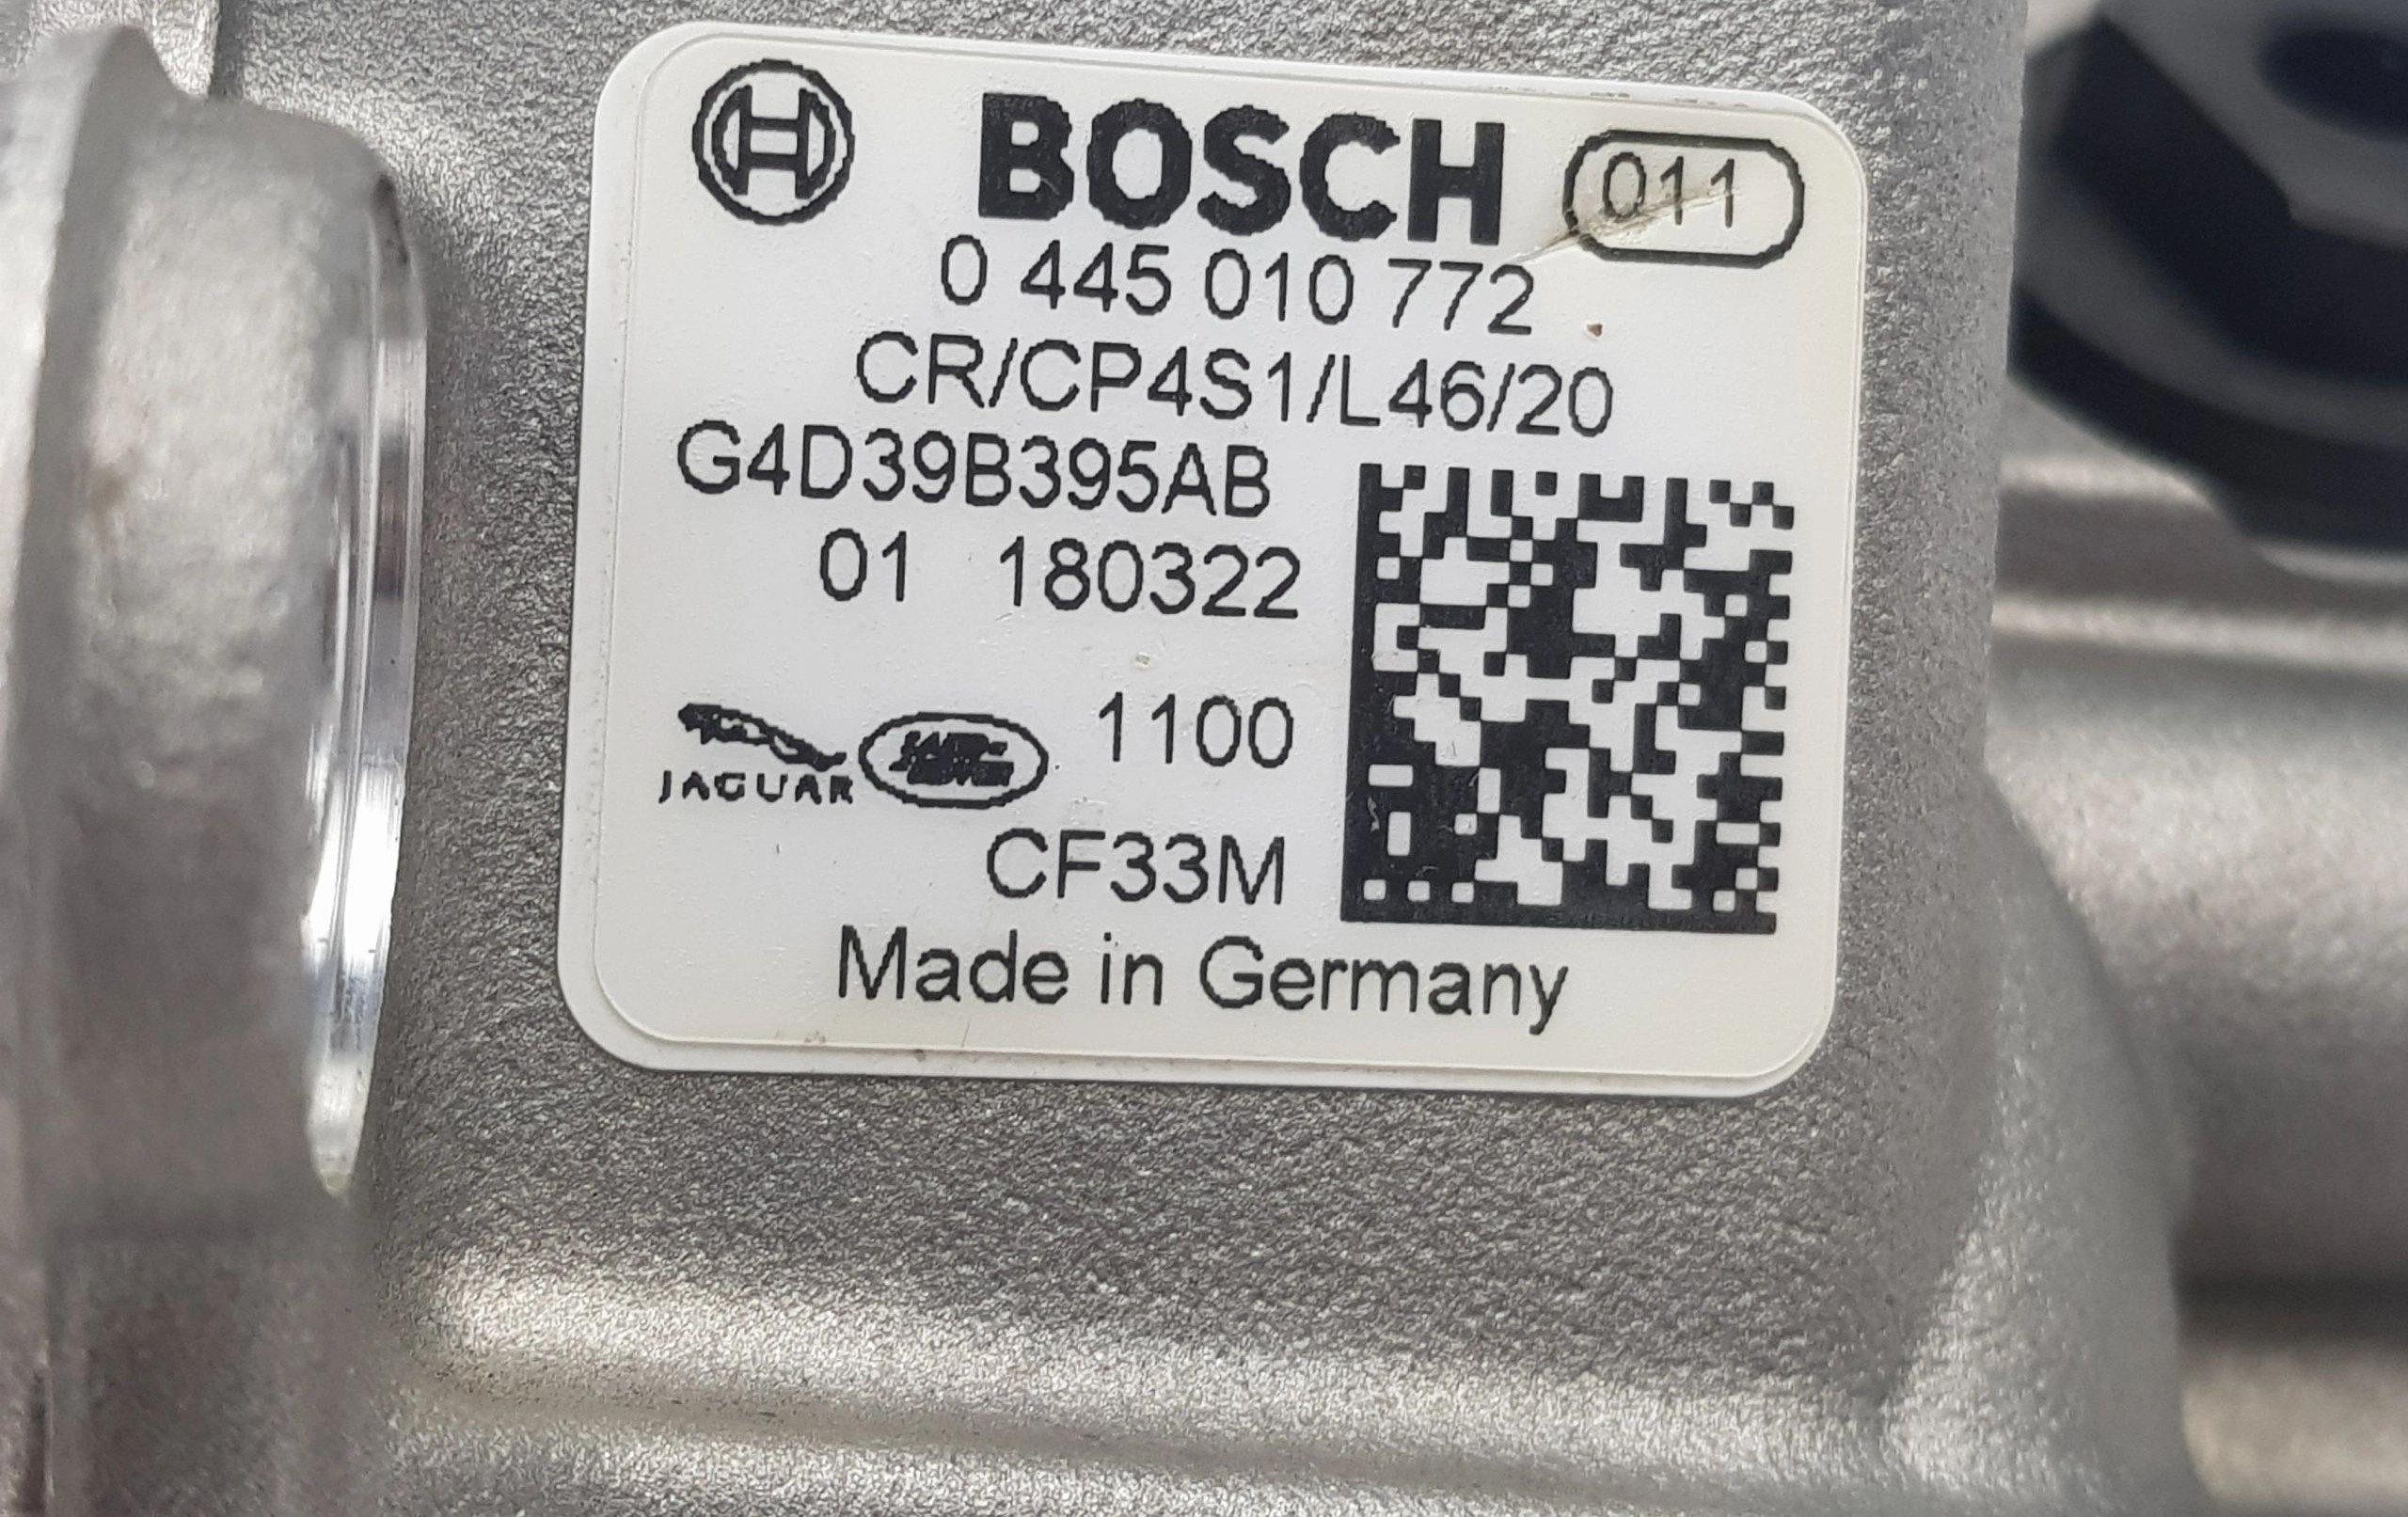 BOSCH 011
0 445 010 772
CR/CP4S1/L46/20
G4D39B395AB
01 180322
1100
JAGUAR
CF33M
Made in Germany